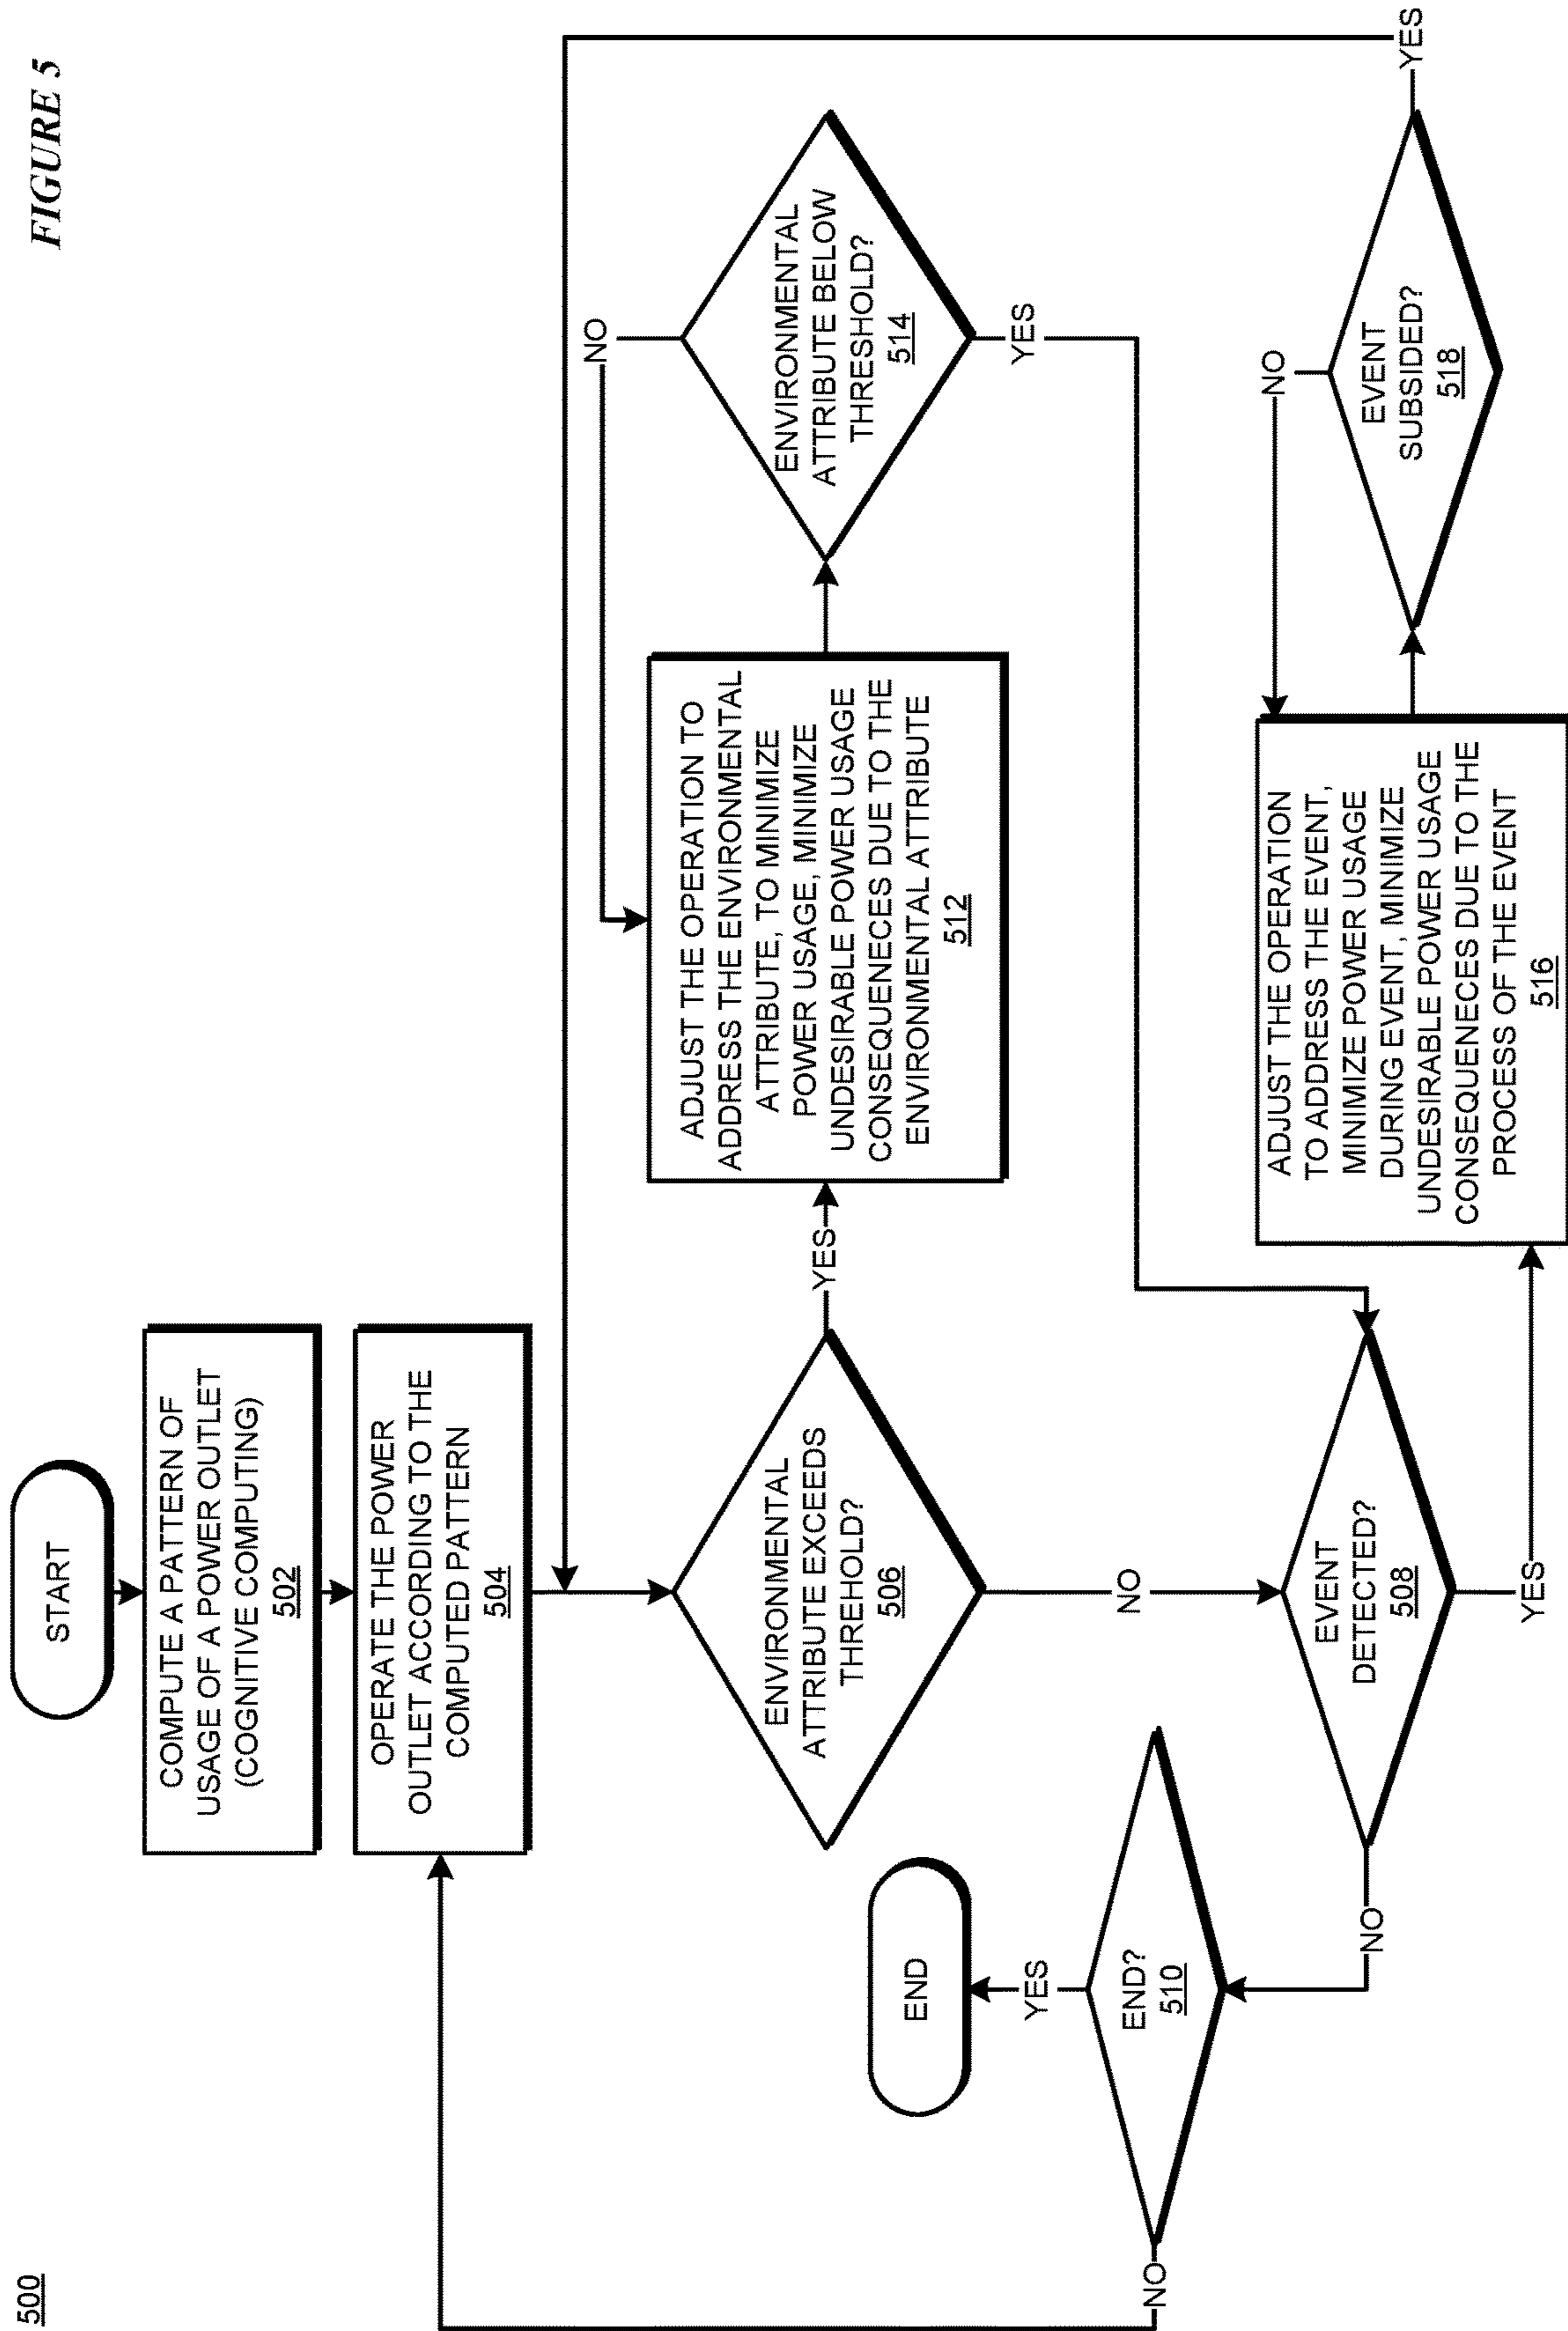 500
FIGURE 5
START
COMPUTE A PATTERN OF
USAGE OF A POWER OUTLET
(COGNITIVE COMPUTING)
502
OPERATE THE POWER
OUTLET ACCORDING TO THE
COMPUTED PATTERN
504
ENVIRONMENTAL
ATTRIBUTE EXCEEDS
THREHOLD?
506
YES
NO
ADJUST THE OPERATION TO
ADDRESS THE ENVIRONMENTAL
ATTRIBUTE, TO MINIMIZE
POWER USAGE, MINIMIZE
UNDESIRABLE POWER USAGE
CONSEQUENECES DUE TO THE
ENVIRONMENTAL ATTRIBUTE
512
ENVIRONMENTAL
ATTRIBUTE BELOW
THRESHOLD?
514
NO
YES
EVENT
DETECTED?
508
NO
YES
END?
510
YES
NO
END
ADJUST THE OPERATION
TO ADDRESS THE EVENT,
MINIMIZE POWER USAGE
DURING EVENT, MINIMIZE
UNDESIRABLE POWER USAGE
CONSEQUENECES DUE TO THE
PROCESS OF THE EVENT
516
EVENT
SUBSIDED?
518
NO
YES